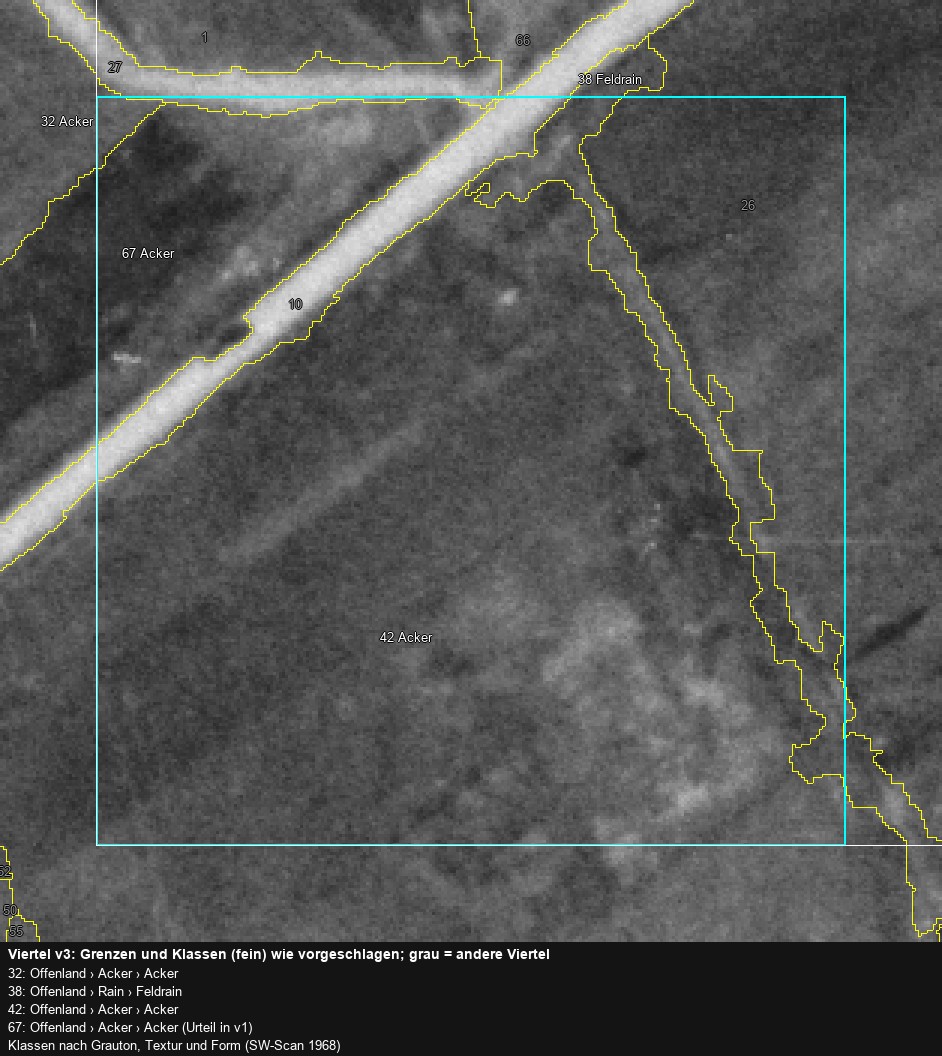 1
66
27
38 Feldrain
32 Acker
26
67 Acker
10
42 Acker
52
50
55
Viertel v3: Grenzen und Klassen (fein) wie vorgeschlagen; grau = andere Viertel
32: Offenland › Acker › Acker
38: Offenland › Rain › Feldrain
42: Offenland › Acker › Acker
67: Offenland › Acker › Acker (Urteil in v1)
Klassen nach Grauton, Textur und Form (SW-Scan 1968)